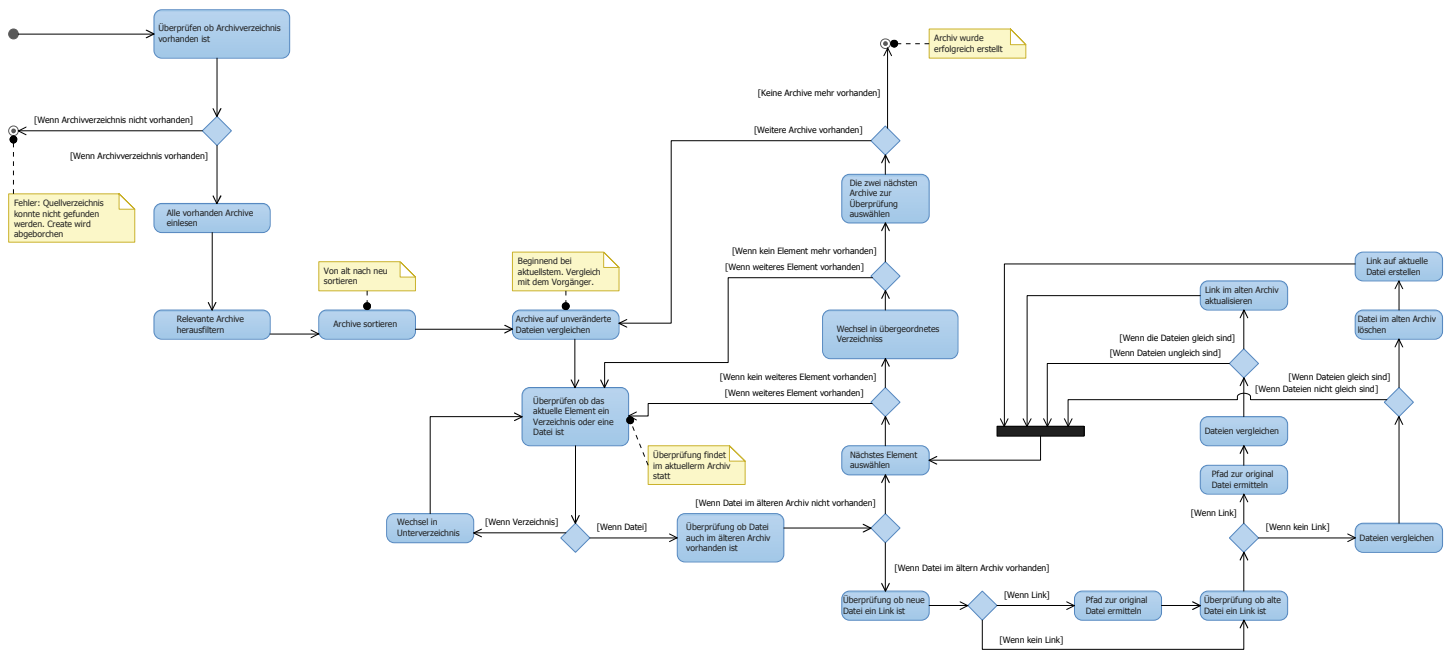 Überprüfen ob Archivverzeichnis
vorhanden ist
[Wenn Archivverzeichnis nicht vorhanden]
[Wenn Archivverzeichnis vorhanden]
Fehler: Quellverzeichnis
konnte nicht gefunden
werden. Create wird
abgeborchen
Alle vorhanden Archive
einlesen
Relevante Archive
herausfiltern
Von alt nach neu
sortieren
Archive sortieren
Beginnend bei
aktuellstem. Vergleich
mit dem Vorgänger.
Archive auf unveränderte
Dateien vergleichen
Überprüfen ob das
aktuelle Element ein
Verzeichnis oder eine
Datei ist
Überprüfung findet
im aktuellerm Archiv
statt
Wechsel in
Unterverzeichnis
[Wenn Verzeichnis]
[Wenn Datei]
Überprüfung ob Datei
auch im älteren Archiv
vorhanden ist
Archiv wurde
erfolgreich erstellt
[Keine Archive mehr vorhanden]
[Weitere Archive vorhanden]
Die zwei nächsten
Archive zur
Überprüfung
auswählen
[Wenn kein Element mehr vorhanden]
[Wenn weiteres Element vorhanden]
Wechsel in übergeordnetes
Verzeichniss
[Wenn kein weiteres Element vorhanden]
[Wenn weiteres Element vorhanden]
Nächstes Element
auswählen
[Wenn Datei im älteren Archiv nicht vorhanden]
[Wenn Datei im ältern Archiv vorhanden]
Überprüfung ob neue
Datei ein Link ist
[Wenn Link]
[Wenn kein Link]
Pfad zur original
Datei ermitteln
Überprüfung ob alte
Datei ein Link ist
[Wenn Link]
[Wenn kein Link]
Pfad zur original
Datei ermitteln
Dateien vergleichen
[Wenn die Dateien gleich sind]
[Wenn Dateien ungleich sind]
Link im alten Archiv
aktualisieren
Dateien vergleichen
[Wenn Dateien gleich sind]
[Wenn Dateien nicht gleich sind]
Datei im alten Archiv
löschen
Link auf aktuelle
Datei erstellen